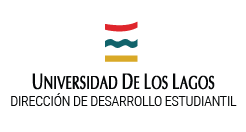 UNIVERSIDAD DE LOS LAGOS
DIRECCIÓN DE DESARROLLO ESTUDIANTIL